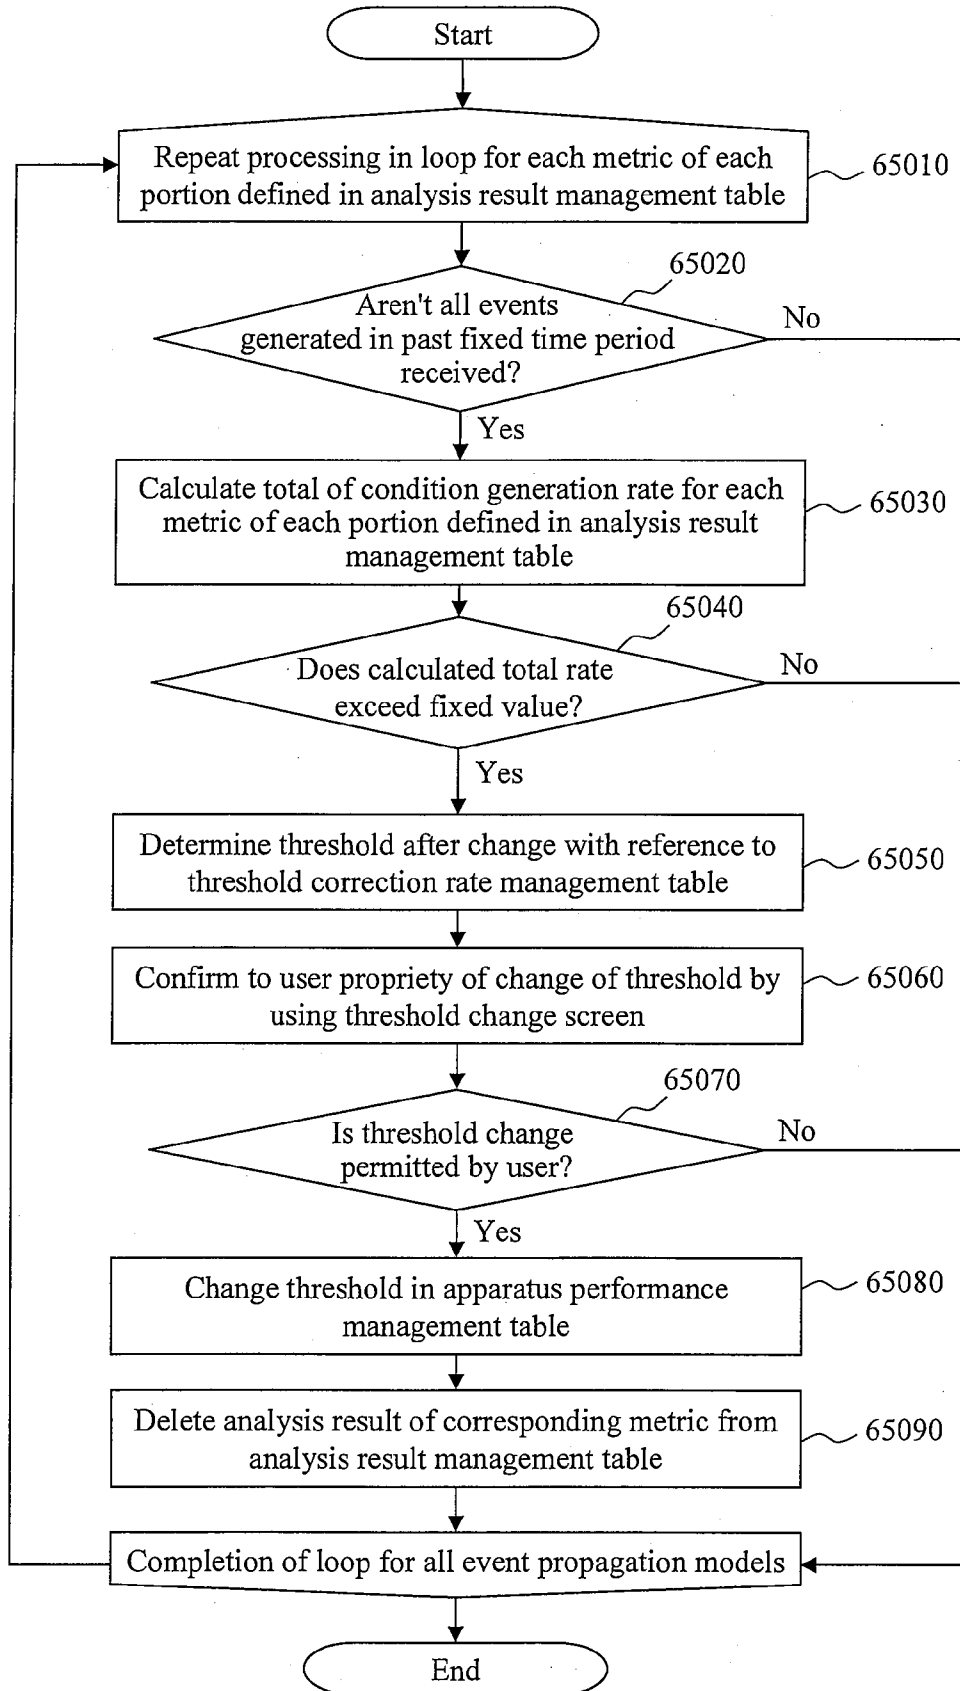 Start
Repeat processing in loop for each metric of each
portion defined in analysis result management table
65010
65020
Aren't all events
generated in past fixed time period
received?
No
Yes
Calculate total of condition generation rate for each
metric of each portion defined in analysis result
management table
65030
65040
Does calculated total rate
exceed fixed value?
No
Yes
Determine threshold after change with reference to
threshold correction rate management table
65050
Confirm to user propriety of change of threshold by
using threshold change screen
65060
65070
Is threshold change
permitted by user?
No
Yes
Change threshold in apparatus performance
management table
65080
Delete analysis result of corresponding metric from
analysis result management table
65090
Completion of loop for all event propagation models
End